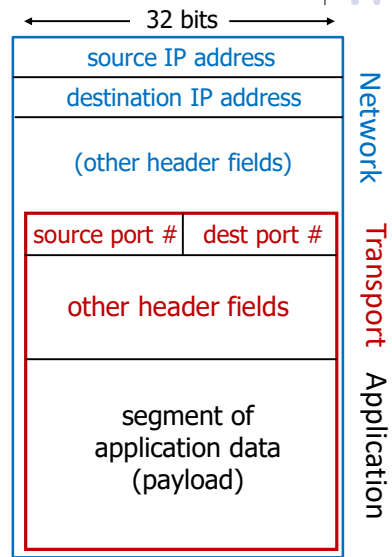 32 bits
source IP address
destination IP address
(other header fields)
source port # dest port #
other header fields
segment of
application data
(payload)
Network
Transport
Application